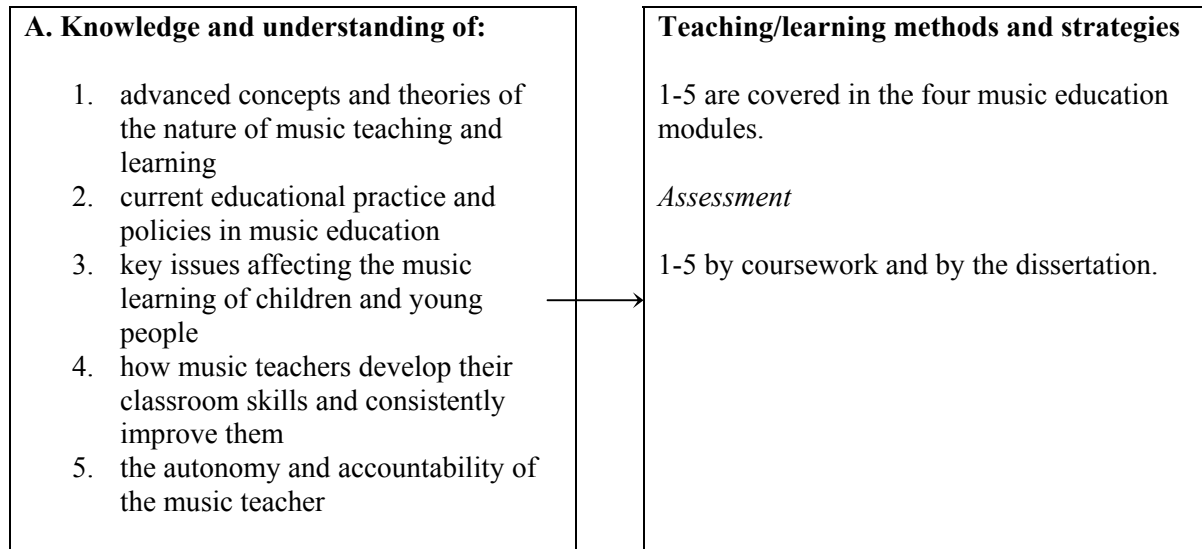 A. Knowledge and understanding of:
1. advanced concepts and theories of
the nature of music teaching and
learning
2. current educational practice and
policies in music education
3. key issues affecting the music
learning of children and young
people
4. how music teachers develop their
classroom skills and consistently
improve them
5. the autonomy and accountability of
the music teacher
Teaching/learning methods and strategies
1-5 are covered in the four music education
modules.
Assessment
1-5 by coursework and by the dissertation.